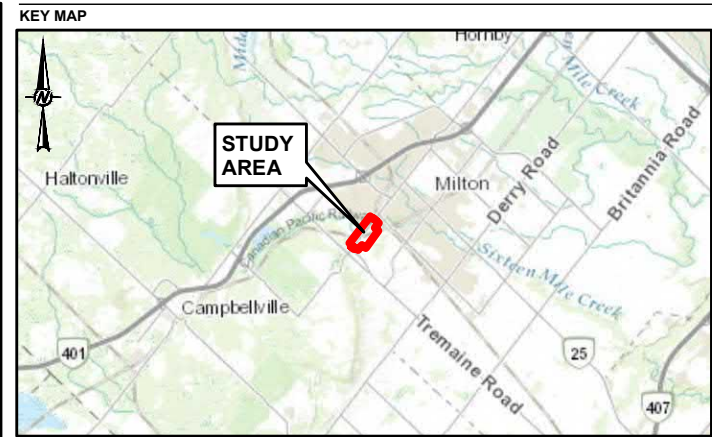 KEY MAP
Hornby
Mile Creek
N
STUDY
AREA
Haltonville
Milton
Derry Road
Britannia Road
Canadian Pacific Railway
Sixteen Mile Creek
Campbellville
Tremaine Road
401
25
407